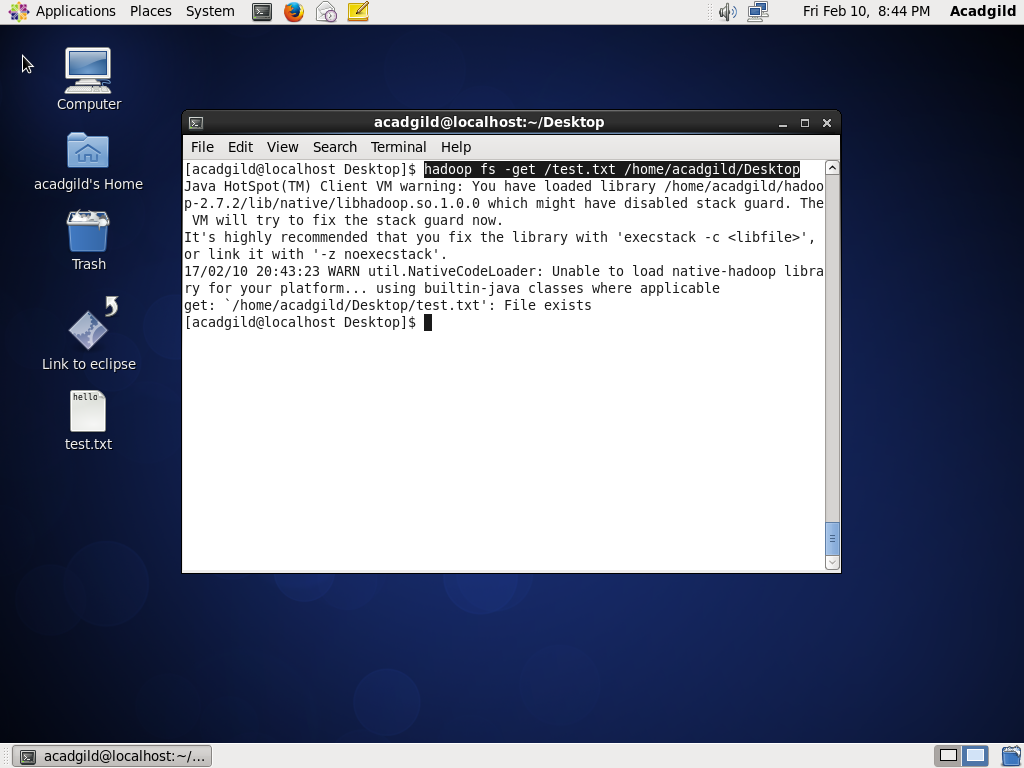 Applications Places System Fri Feb 10, 8:44 PM Acadgild
Computer
acadgild's Home
Trash
Link to eclipse
hello
test.txt
acadgild@localhost:~/Desktop
File Edit View Search Terminal Help
[acadgild@localhost Desktop]$ hadoop fs -get /test.txt /home/acadgild/Desktop
Java HotSpot(TM) Client VM warning: You have loaded library /home/acadgild/hadoo
p-2.7.2/lib/native/libhadoop.so.1.0.0 which might have disabled stack guard. The
 VM will try to fix the stack guard now.
It's highly recommended that you fix the library with 'execstack -c <libfile>',
or link it with '-z noexecstack'.
17/02/10 20:43:23 WARN util.NativeCodeLoader: Unable to load native-hadoop libra
ry for your platform... using builtin-java classes where applicable
get: `/home/acadgild/Desktop/test.txt': File exists
[acadgild@localhost Desktop]$
acadgild@localhost:~/...